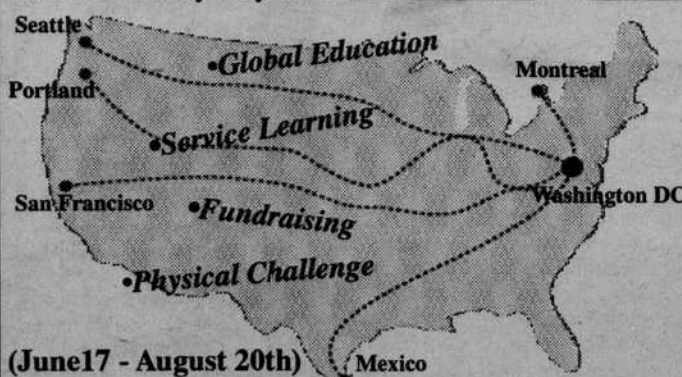 Seattle
Global Education
Montreal
Portland
Service Learning
Washington DC
San Francisco
Fundraising
Physical Challenge
(June17 - August 20th)
Mexico